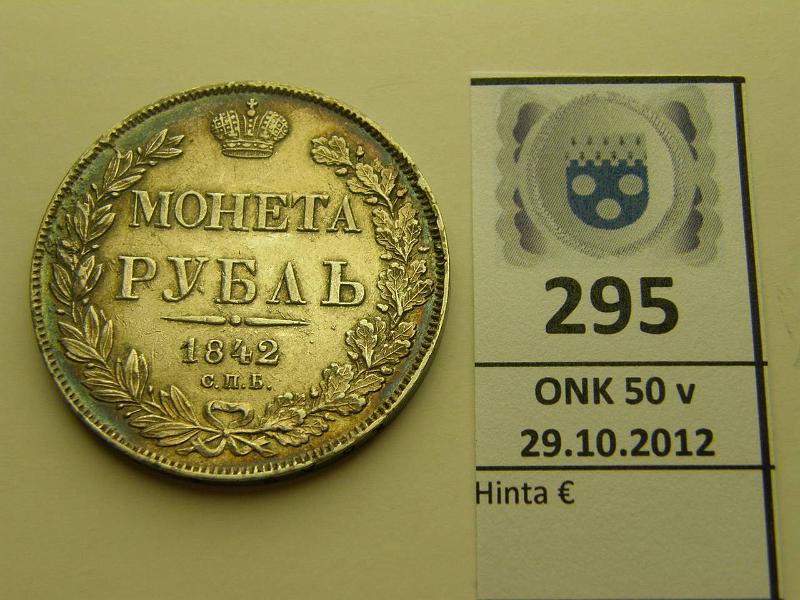 МОНЕТА
РУБЛЬ
1842
С.П.Б.
295
ONK 50 v
29.10.2012
Hinta €